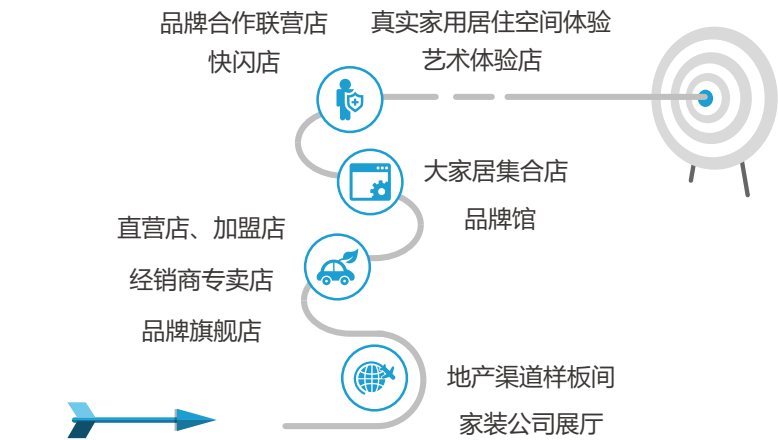 品牌合作联营店
快闪店
真实家用居住空间体验
艺术体验店
大家居集合店
品牌馆
直营店、加盟店
经销商专卖店
品牌旗舰店
地产渠道样板间
家装公司展厅